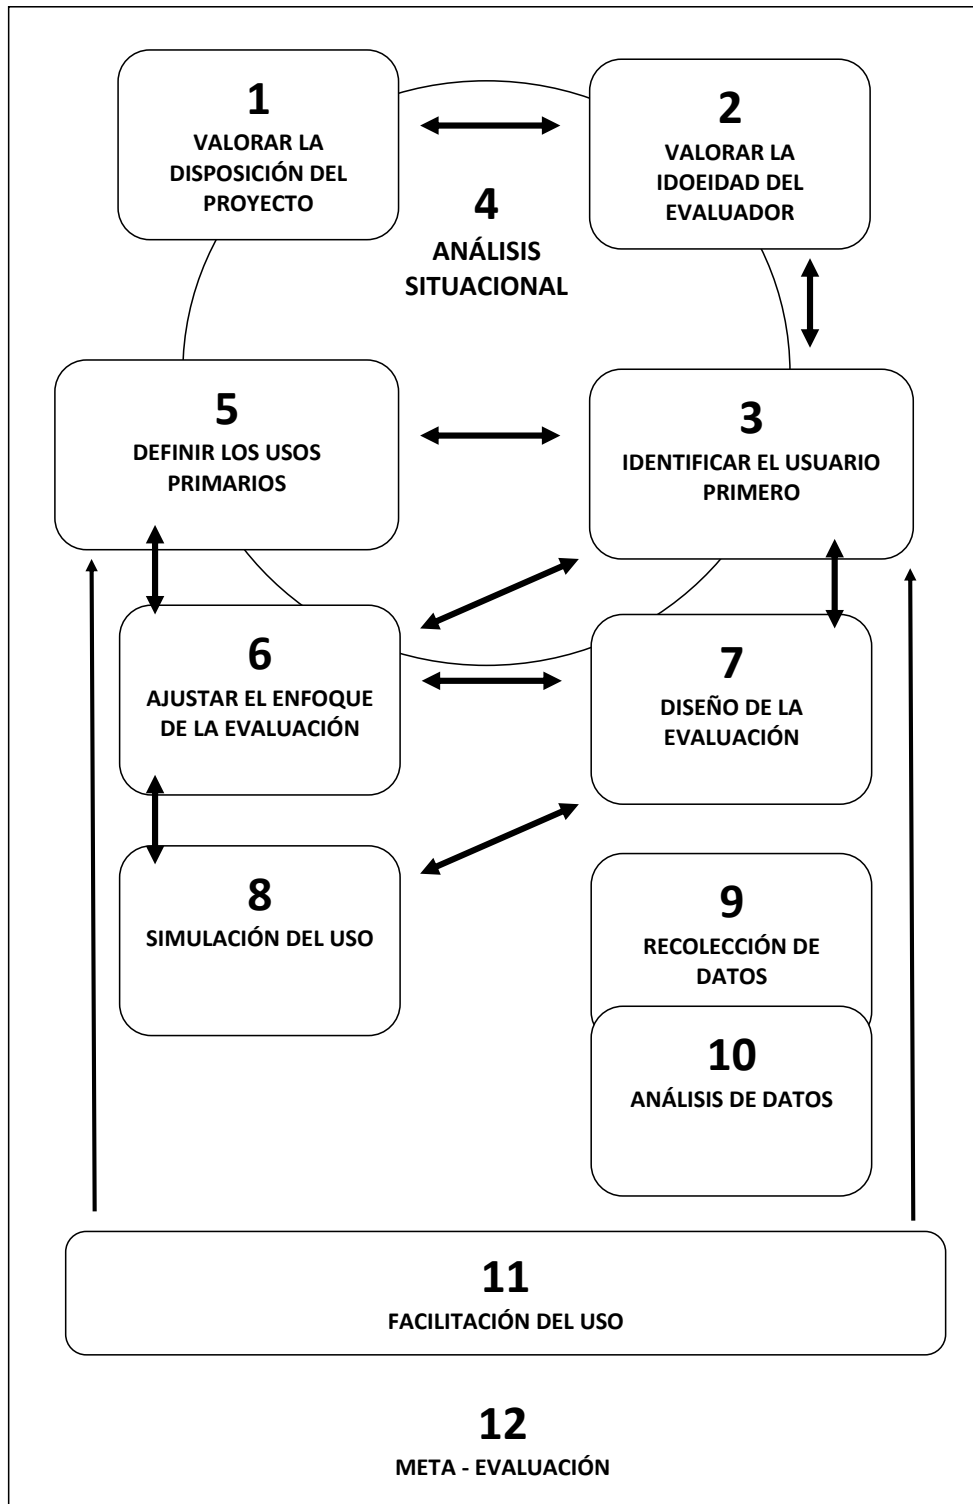 1
VALORAR LA
DISPOSICIÓN DEL
PROYECTO
2
VALORAR LA
IDOEIDAD DEL
EVALUADOR
4
ANÁLISIS
SITUACIONAL
5
DEFINIR LOS USOS
PRIMARIOS
3
IDENTIFICAR EL USUARIO
PRIMERO
6
AJUSTAR EL ENFOQUE
DE LA EVALUACIÓN
7
DISEÑO DE LA
EVALUACIÓN
8
SIMULACIÓN DEL USO
9
RECOLECCIÓN DE
DATOS
10
ANÁLISIS DE DATOS
11
FACILITACIÓN DEL USO
12
META - EVALUACIÓN